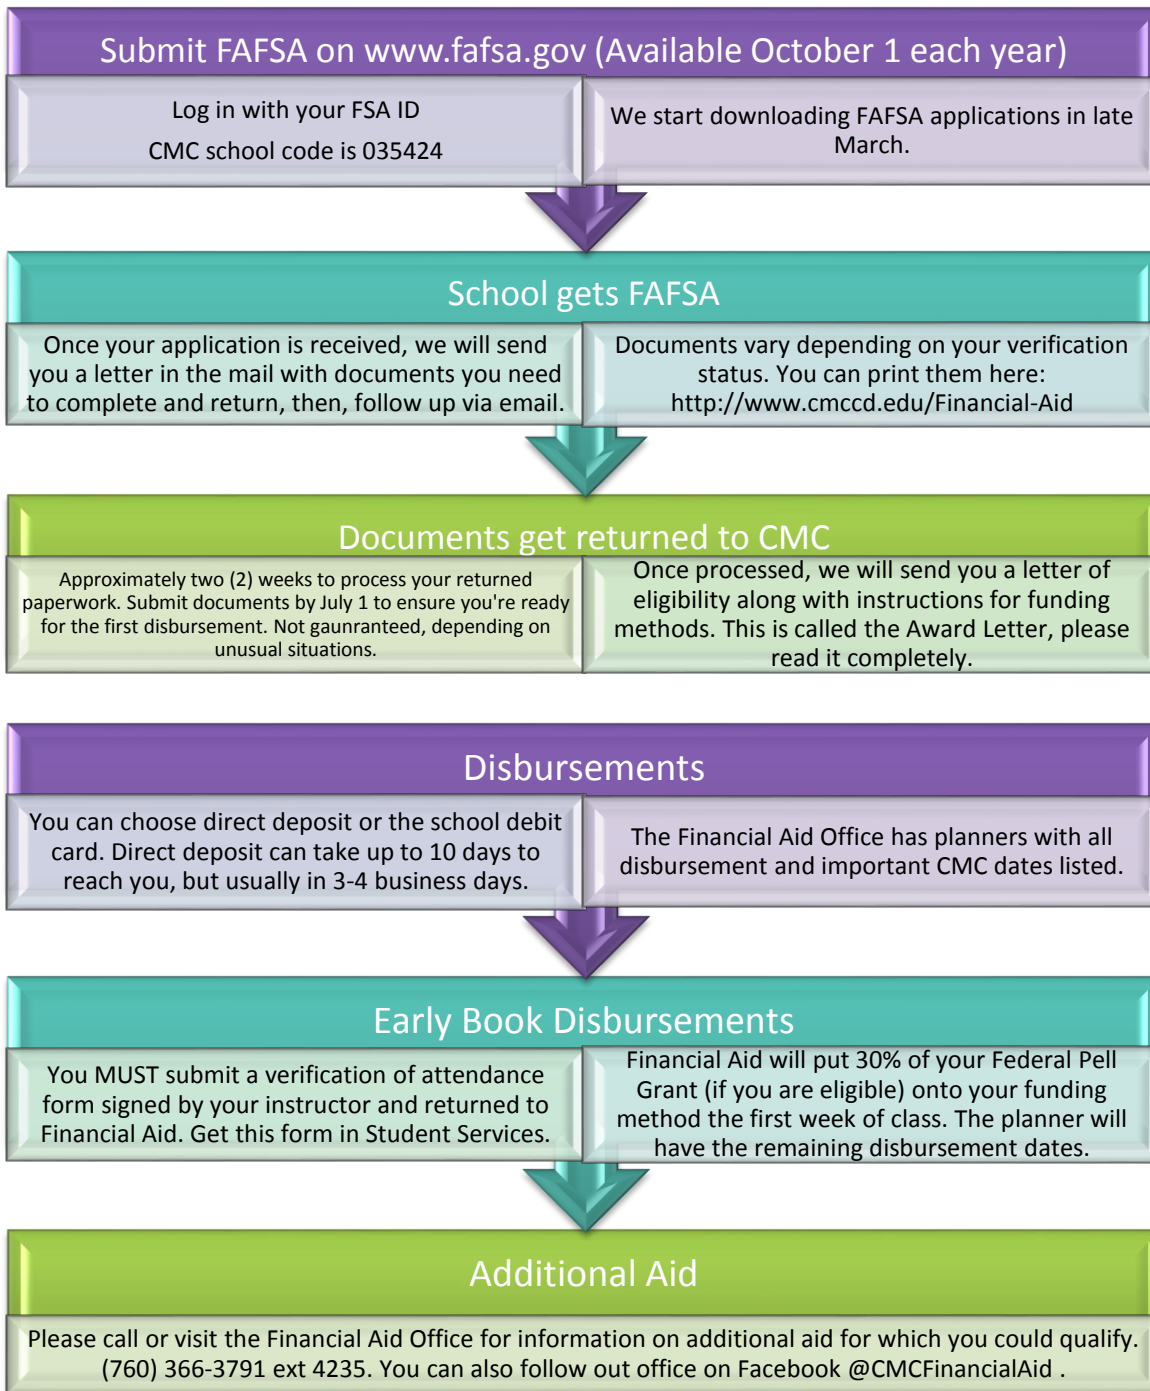 Submit FAFSA on www.fafsa.gov (Available October 1 each year)
Log in with your FSA ID
CMC school code is 035424
We start downloading FAFSA applications in late
March.
School gets FAFSA
Once your application is received, we will send
you a letter in the mail with documents you need
to complete and return, then, follow up via email.
Documents vary depending on your verification
status. You can print them here:
http://www.cmccd.edu/Financial-Aid
Documents get returned to CMC
Approximately two (2) weeks to process your returned
paperwork. Submit documents by July 1 to ensure you're ready
for the first disbursement. Not gaunranteed, depending on
unusual situations.
Once processed, we will send you a letter of
eligibility along with instructions for funding
methods. This is called the Award Letter, please
read it completely.
Disbursements
You can choose direct deposit or the school debit
card. Direct deposit can take up to 10 days to
reach you, but usually in 3-4 business days.
The Financial Aid Office has planners with all
disbursement and important CMC dates listed.
Early Book Disbursements
You MUST submit a verification of attendance
form signed by your instructor and returned to
Financial Aid. Get this form in Student Services.
Financial Aid will put 30% of your Federal Pell
Grant (if you are eligible) onto your funding
method the first week of class. The planner will
have the remaining disbursement dates.
Additional Aid
Please call or visit the Financial Aid Office for information on additional aid for which you could qualify.
(760) 366-3791 ext 4235. You can also follow out office on Facebook @CMCFinancialAid .